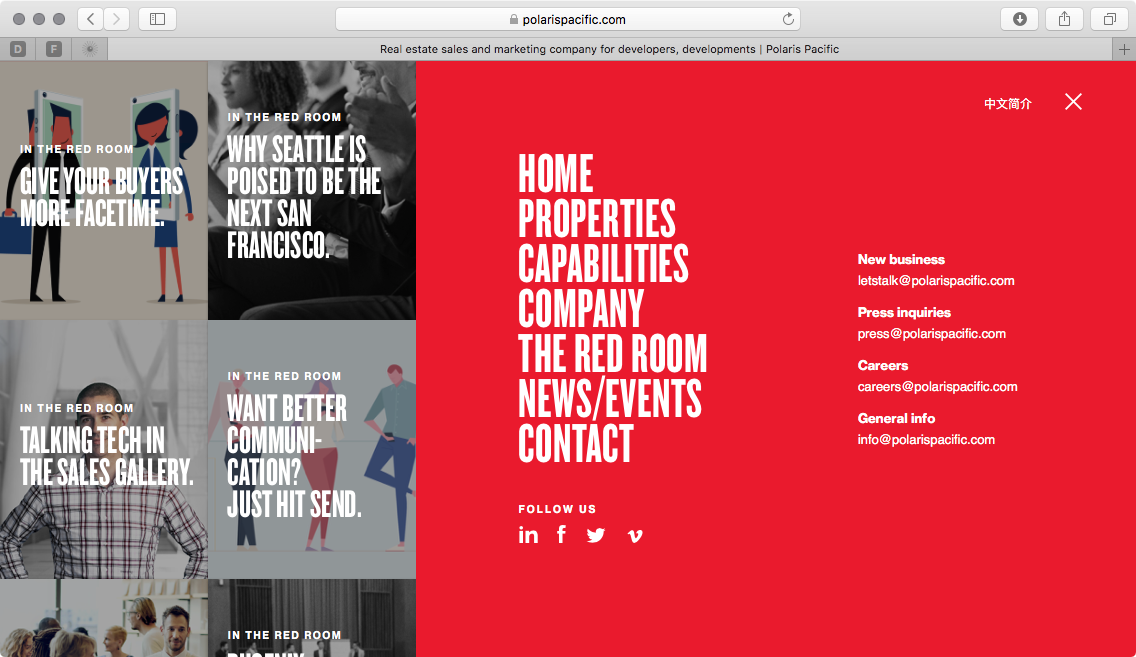 polarispacific.com
D
F
Real estate sales and marketing company for developers, developments | Polaris Pacific
IN THE RED ROOM
GIVE YOUR BUYERS
MORE FACETIME.
IN THE RED ROOM
WHY SEATTLE IS
POISED TO BE THE
NEXT SAN
FRANCISCO.
IN THE RED ROOM
TALKING TECH IN
THE SALES GALLERY.
IN THE RED ROOM
WANT BETTER
COMMUNI-
CATION?
JUST HIT SEND.
IN THE RED ROOM
PHOENIX
中文简介
HOME
PROPERTIES
CAPABILITIES
COMPANY
THE RED ROOM
NEWS/EVENTS
CONTACT
FOLLOW US
in f
New business
letstalk@polarispacific.com
Press inquiries
press@polarispacific.com
Careers
careers@polarispacific.com
General info
info@polarispacific.com